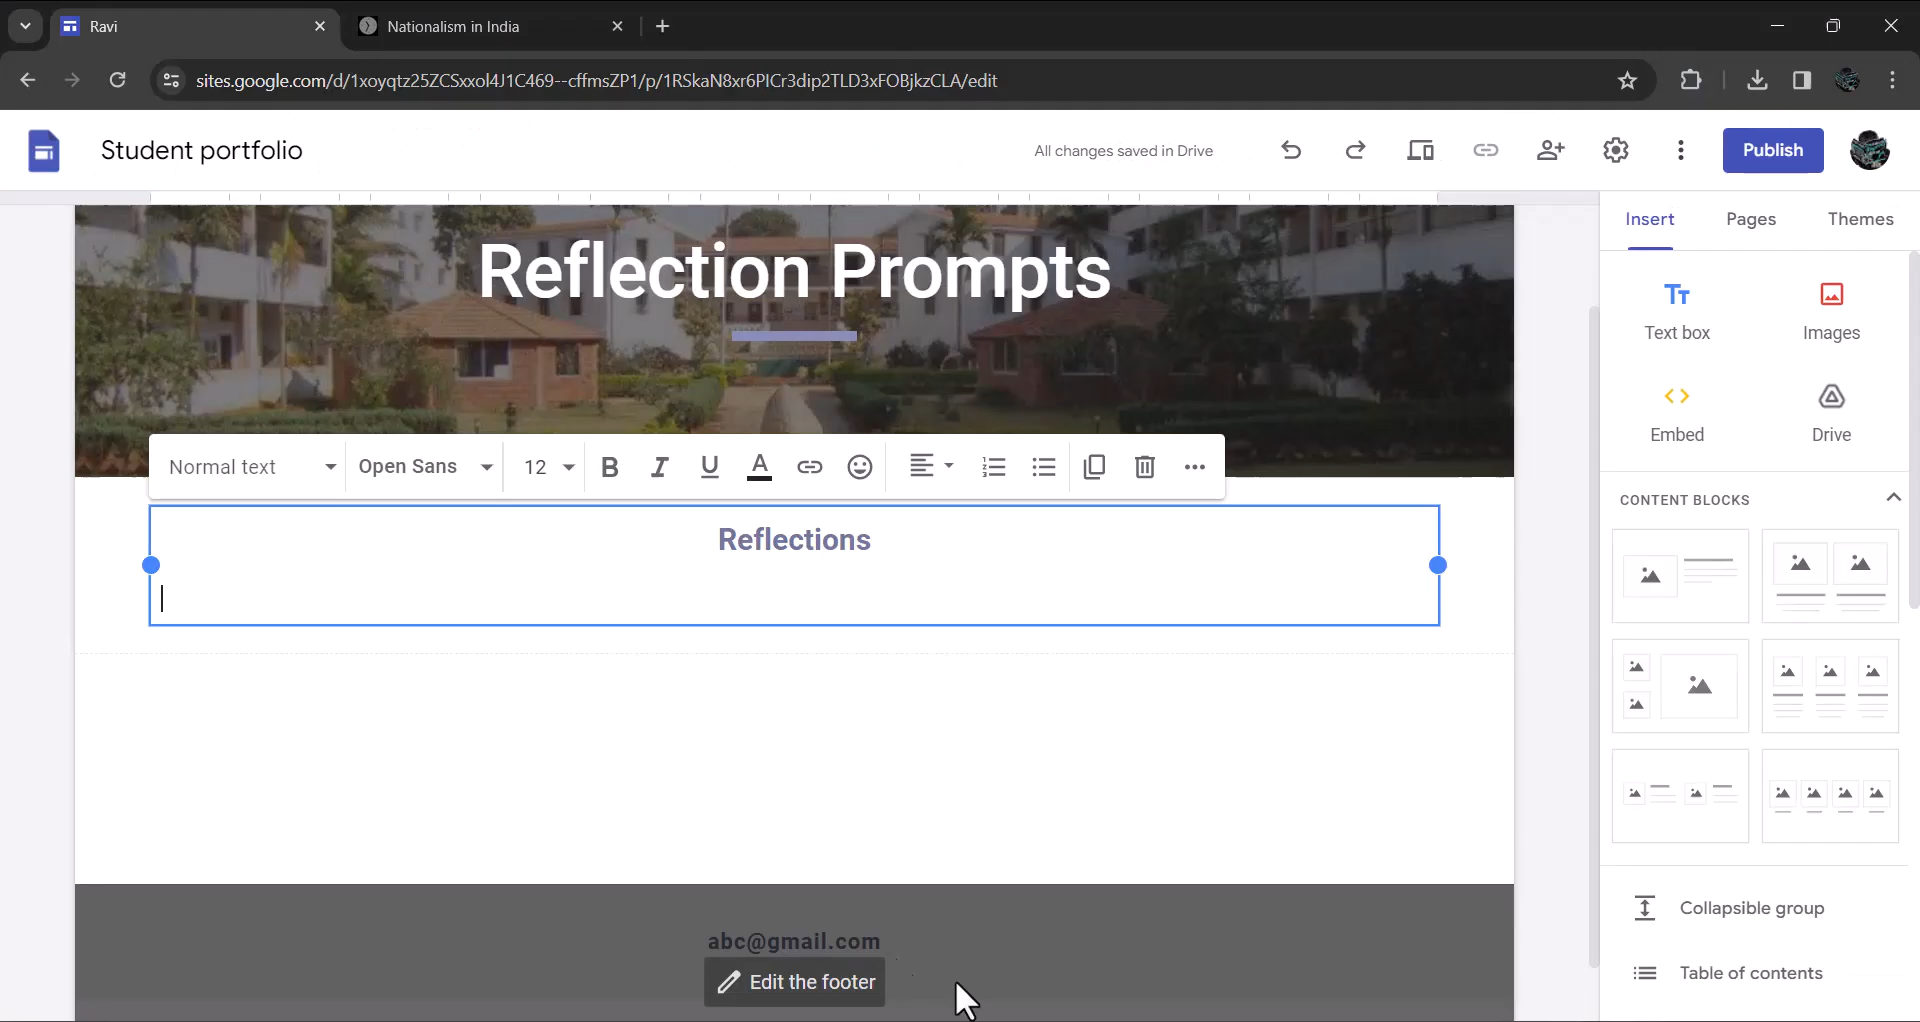 Ravi
Nationalism in India
sites.google.com/d/1xoyqtz25ZCSxxol4J1C469--cffmsZP1/p/1RSkaN8xr6PICr3dip2TLD3xFOBjkzCLA/edit
Student portfolio
All changes saved in Drive
Publish
Insert
Pages
Themes
Reflection Prompts
Text box
Images
Embed
Drive
Normal text
Open Sans
12
CONTENT BLOCKS
Reflections
Collapsible group
Table of contents
abc@gmail.com
Edit the footer